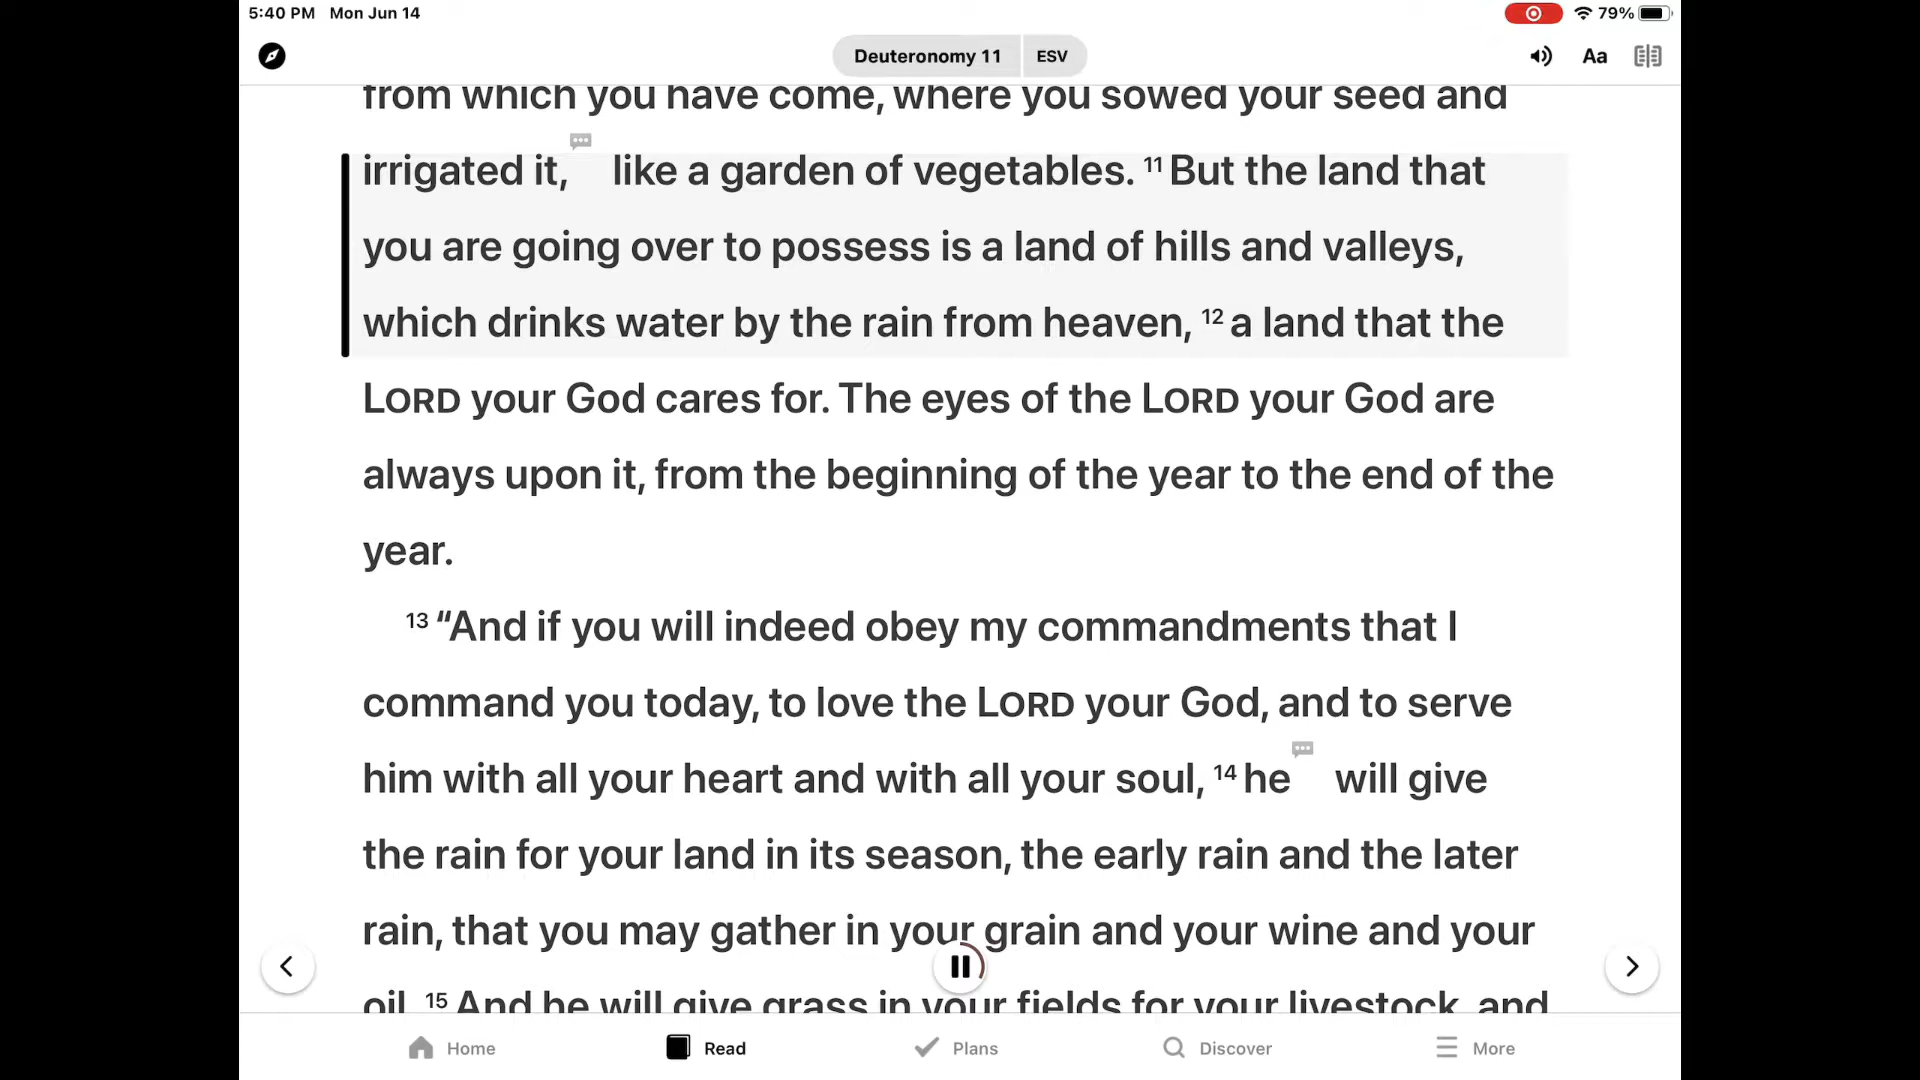 5:40 PM Mon Jun 14 79%
Deuteronomy 11 ESV Aa
from which you have come, where you sowed your seed and
irrigated it, like a garden of vegetables. 11 But the land that
you are going over to possess is a land of hills and valleys,
which drinks water by the rain from heaven, 12 a land that the
LORD your God cares for. The eyes of the LORD your God are
always upon it, from the beginning of the year to the end of the
year.
13 “And if you will indeed obey my commandments that I
command you today, to love the LORD your God, and to serve
him with all your heart and with all your soul, 14 he will give
the rain for your land in its season, the early rain and the later
rain, that you may gather in your grain and your wine and your
oil. 15 And he will give grass in your fields for your livestock, and
Home Read Plans Discover More